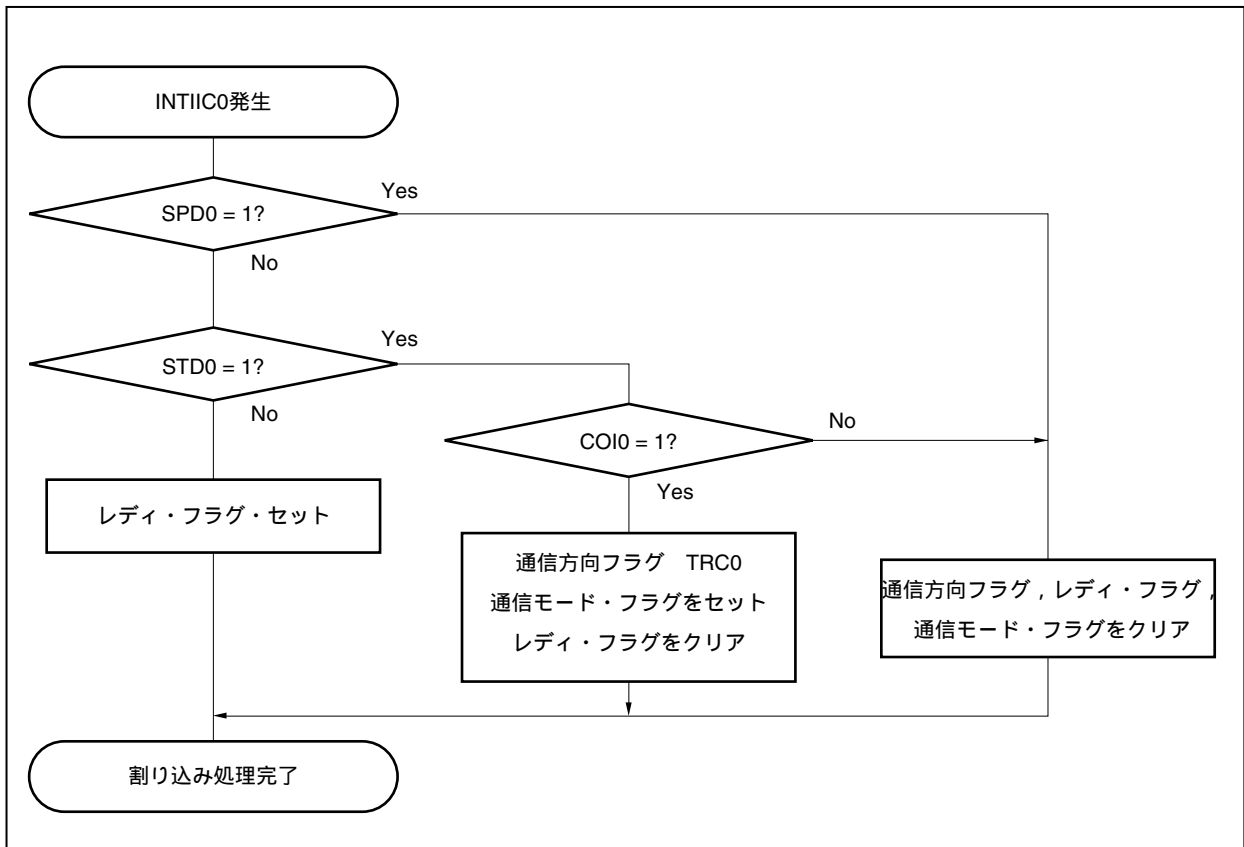 INTIIC0発生
Yes
SPD0 = 1?
No
Yes
STD0 = 1?
No
COI0 = 1?
No
Yes
レディ・フラグ・セット
通信方向フラグ　TRC0
通信モード・フラグをセット
レディ・フラグをクリア
通信方向フラグ，レディ・フラグ，
通信モード・フラグをクリア
割り込み処理完了